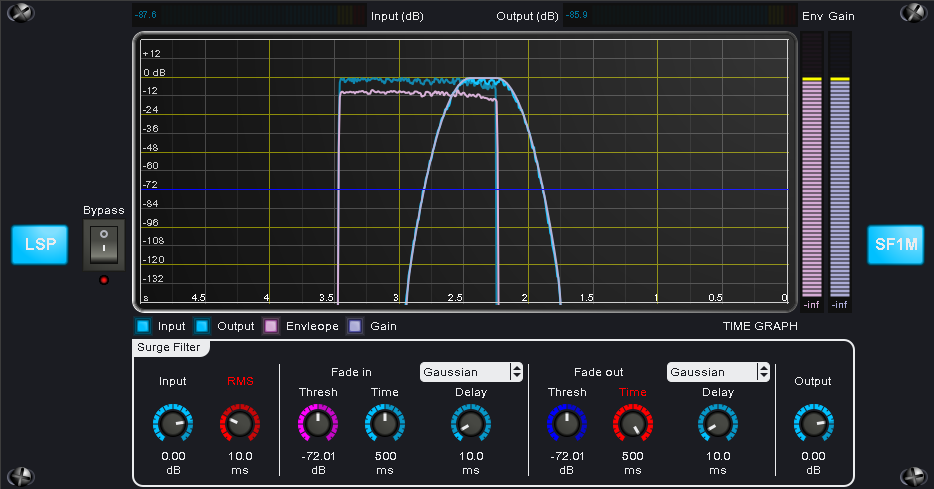 -87.6 Input (dB) Output (dB) -85.9 Env Gain
+12
0 dB
-12
-24
-36
-48
-60
-72
-84
-96
-108
-120
-132
s 4.5 4 3.5 3 2.5 2 1.5 1 0.5 0
Bypass
LSP
SF1M
-inf -inf
Input Output Envleope Gain TIME GRAPH
Surge Filter
Input RMS
0.00 10.0
dB ms
Fade in Gaussian
Thresh Time Delay
-72.01 500 10.0
dB ms ms
Fade out Gaussian
Thresh Time Delay
-72.01 500 10.0
dB ms ms
Output
0.00
dB